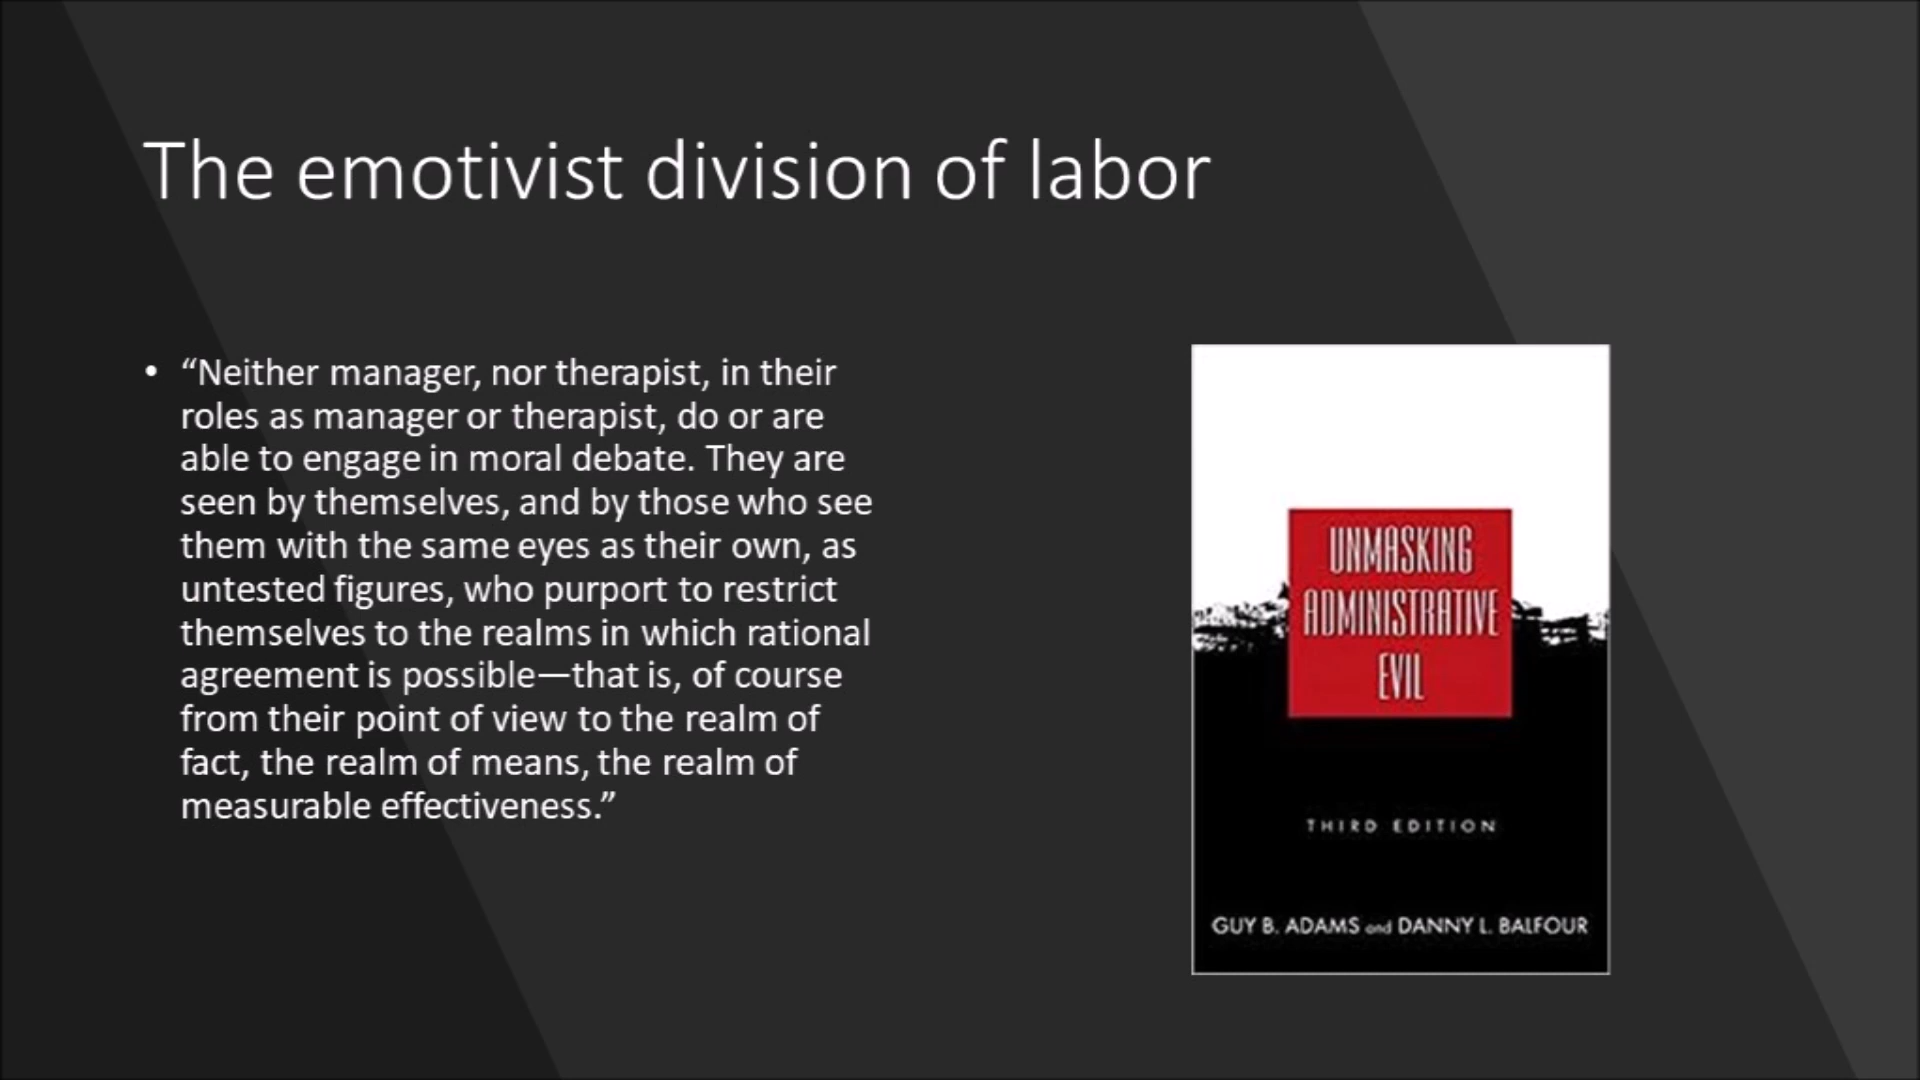 The emotivist division of labor
• “Neither manager, nor therapist, in their
roles as manager or therapist, do or are
able to engage in moral debate. They are
seen by themselves, and by those who see
them with the same eyes as their own, as
untested figures, who purport to restrict
themselves to the realms in which rational
agreement is possible—that is, of course
from their point of view to the realm of
fact, the realm of means, the realm of
measurable effectiveness.”
UNMASKING
ADMINISTRATIVE
EVIL
THIRD EDITION
GUY B. ADAMS and DANNY L. BALFOUR